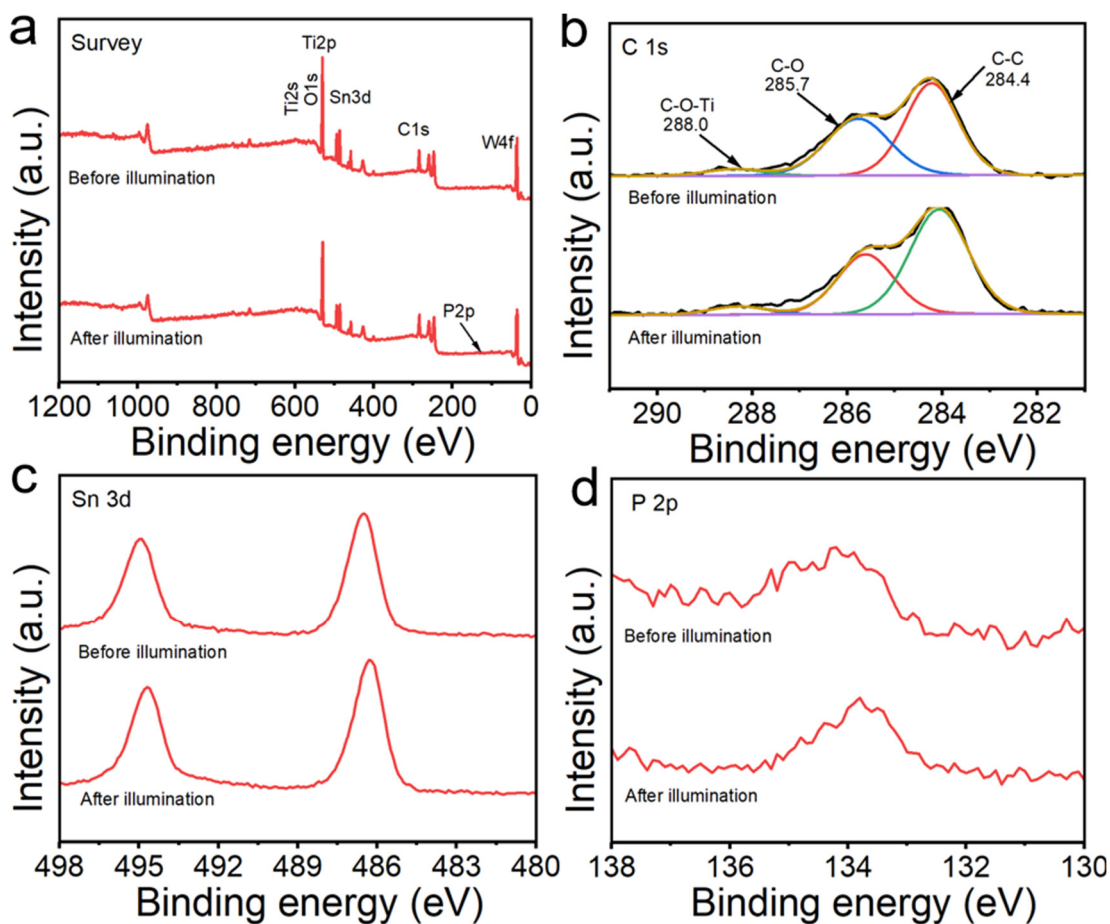 a
Survey
Ti2p
Ti2s
O1s
Sn3d
C1s
W4f
Before illumination
P2p
After illumination
1200 1000 800 600 400 200 0
Binding energy (eV)
Intensity (a.u.)
b
C 1s
C-O
285.7
C-C
284.4
C-O-Ti
288.0
Before illumination
After illumination
290 288 286 284 282
Binding energy (eV)
Intensity (a.u.)
c
Sn 3d
Before illumination
After illumination
498 495 492 489 486 483 480
Binding energy (eV)
Intensity (a.u.)
d
P 2p
Before illumination
After illumination
138 136 134 132 130
Binding energy (eV)
Intensity (a.u.)